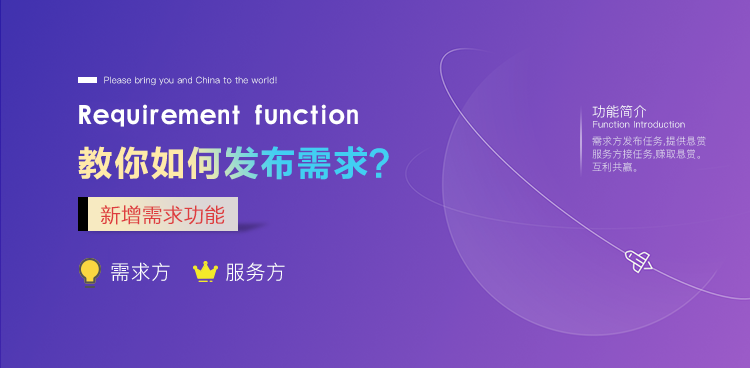 Please bring you and China to the world!
Requirement function
教你如何发布需求?
新增需求功能
需求方
服务方
功能简介
Function Introduction
需求方发布任务,提供悬赏
服务方接任务,赚取悬赏。
互利共赢。